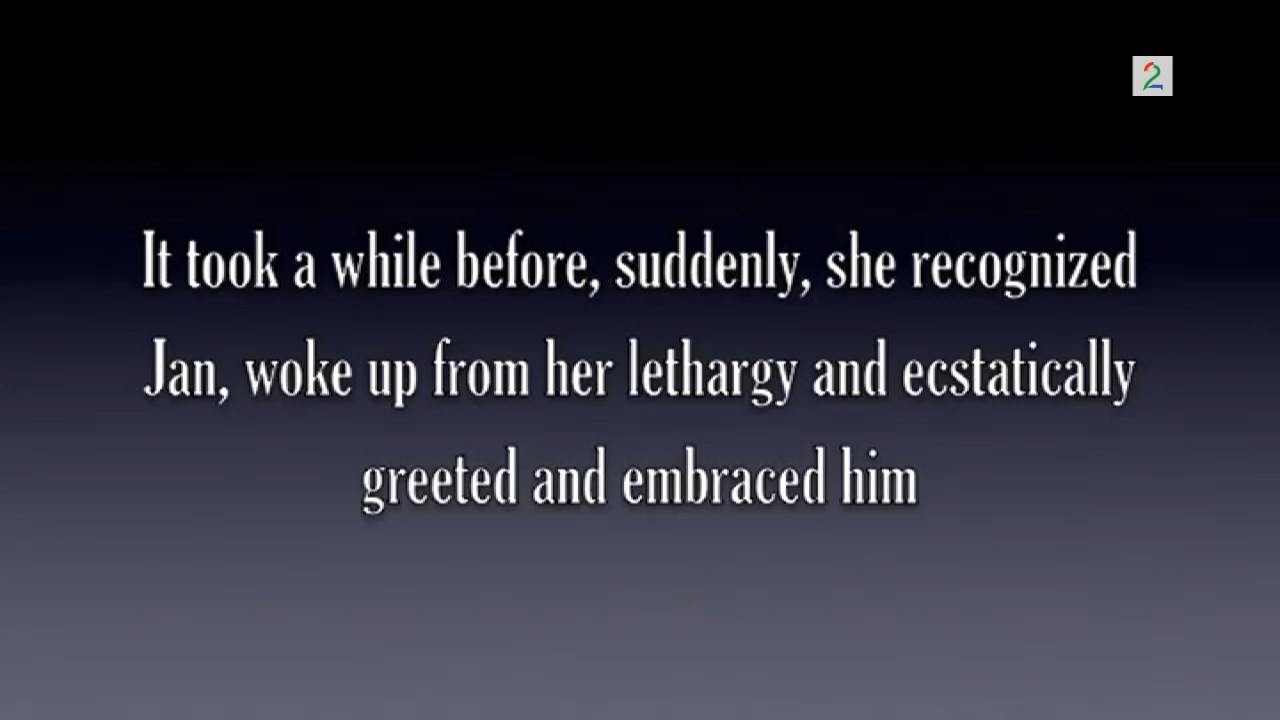 2
It took a while before, suddenly, she recognized
Jan, woke up from her lethargy and ecstatically
greeted and embraced him